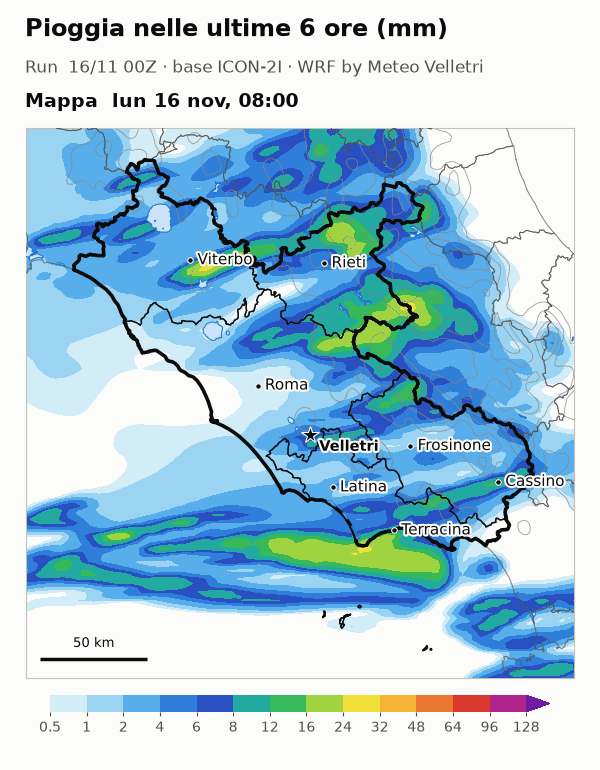 Pioggia nelle ultime 6 ore (mm)
Run  16/11 00Z · base ICON-2I · WRF by Meteo Velletri
Mappa  lun 16 nov, 08:00
Viterbo
Rieti
Roma
Velletri
Frosinone
Cassino
Latina
Terracina
50 km
0.5 1 2 4 6 8 12 16 24 32 48 64 96 128